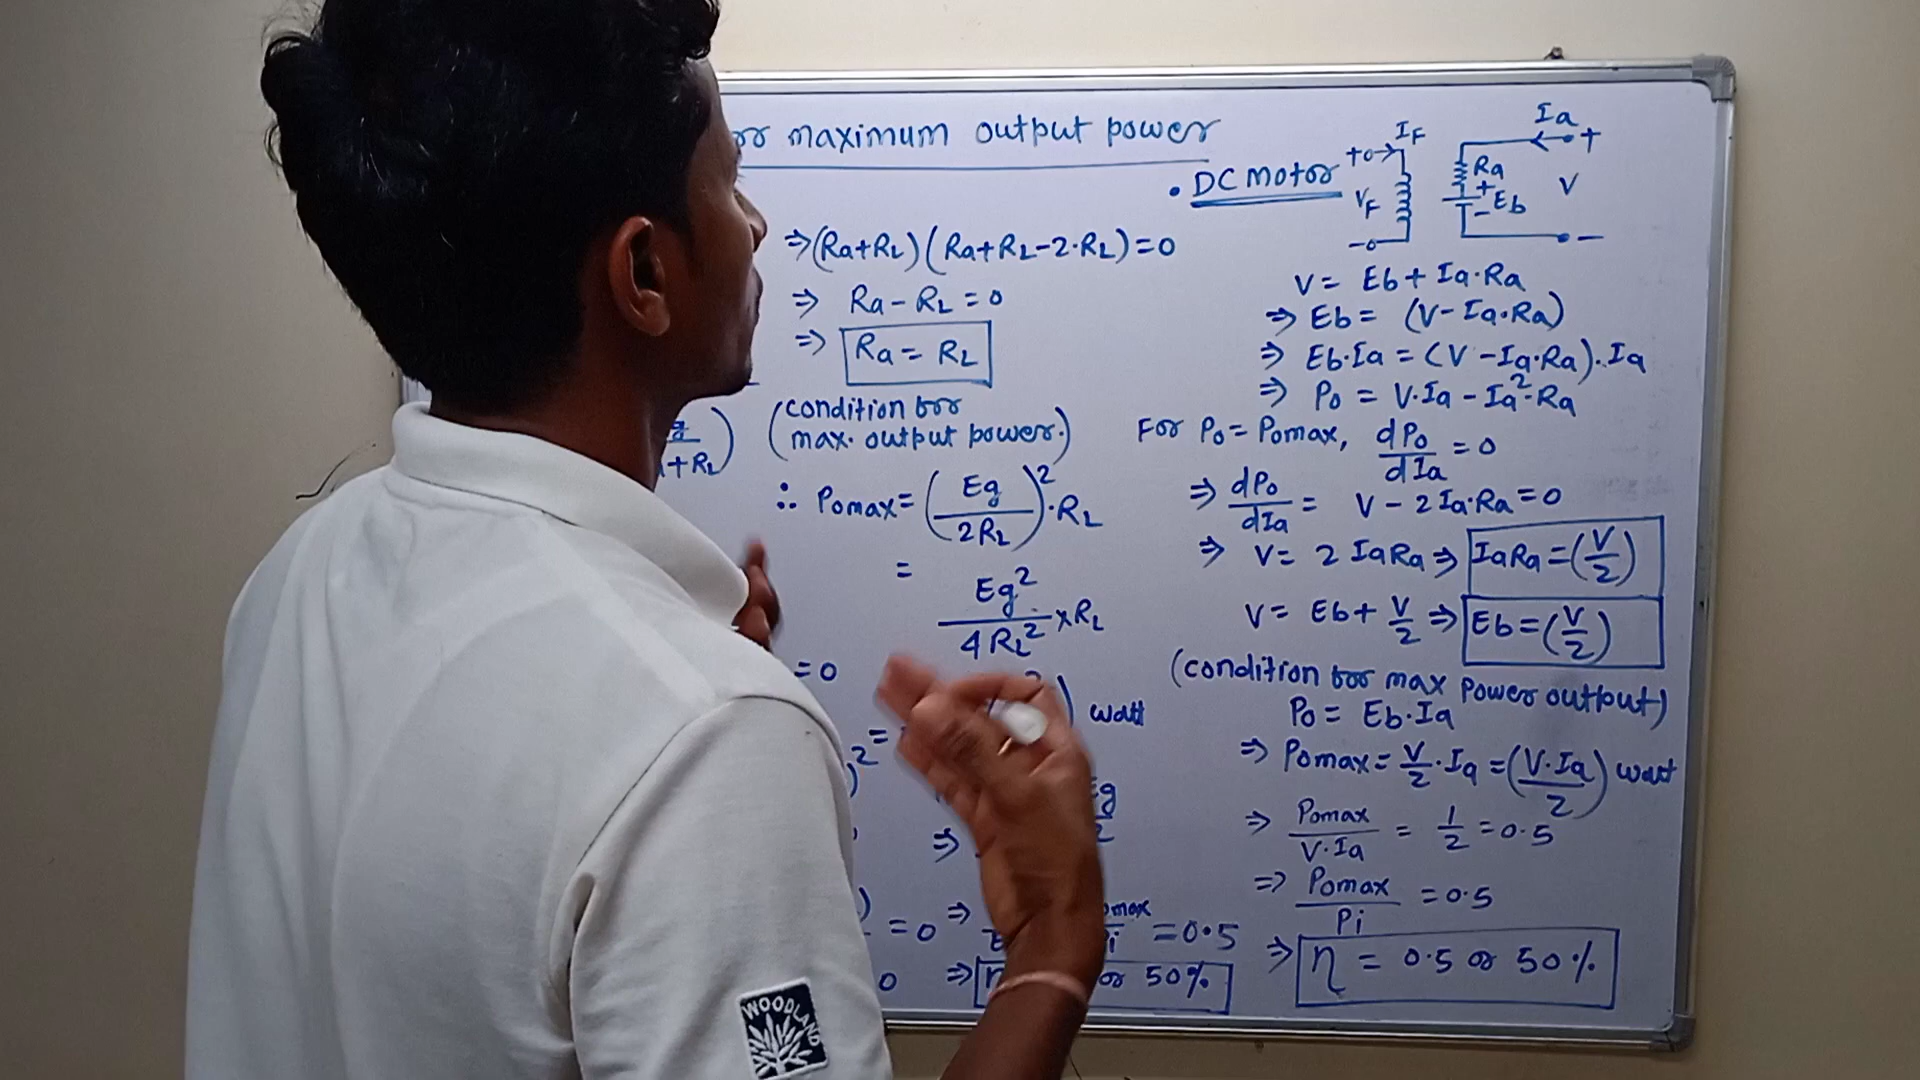 maximum output power
⇒ (Ra+RL) (Ra+RL-2·RL) = 0
⇒ Ra - RL = 0
⇒ Ra = RL
(condition for
max. output power.)
∴ Pomax = (Eg/2RL)²·RL
= Eg²/4RL² × RL
watt
= 0
= 0.5
or 50%
• DC motor
IF
VF
Ia
Ra
Eb
V
V = Eb + Ia·Ra
⇒ Eb = (V - Ia·Ra)
⇒ Eb·Ia = (V - Ia·Ra)·Ia
⇒ Po = V·Ia - Ia²·Ra
For Po = Pomax, dPo/dIa = 0
⇒ dPo/dIa = V - 2Ia·Ra = 0
⇒ V = 2 IaRa ⇒ IaRa = (V/2)
V = Eb + V/2 ⇒ Eb = (V/2)
(condition for max power output)
Po = Eb·Ia
⇒ Pomax = V/2·Ia = (V·Ia/2) watt
⇒ Pomax/V·Ia = 1/2 = 0.5
⇒ Pomax/Pi = 0.5
⇒ η = 0.5 or 50%
WOODLAND